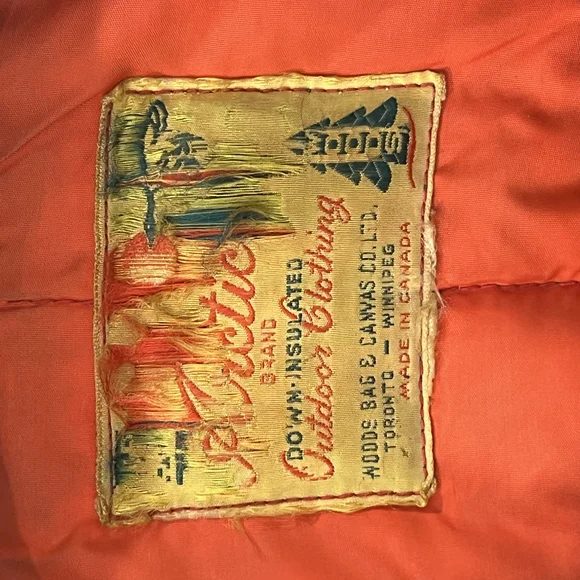 WOODS
Arctic
BRAND
DOWN-INSULATED
Outdoor Clothing
WOODS BAG & CANVAS CO. LTD.
TORONTO — WINNIPEG
MADE IN CANADA